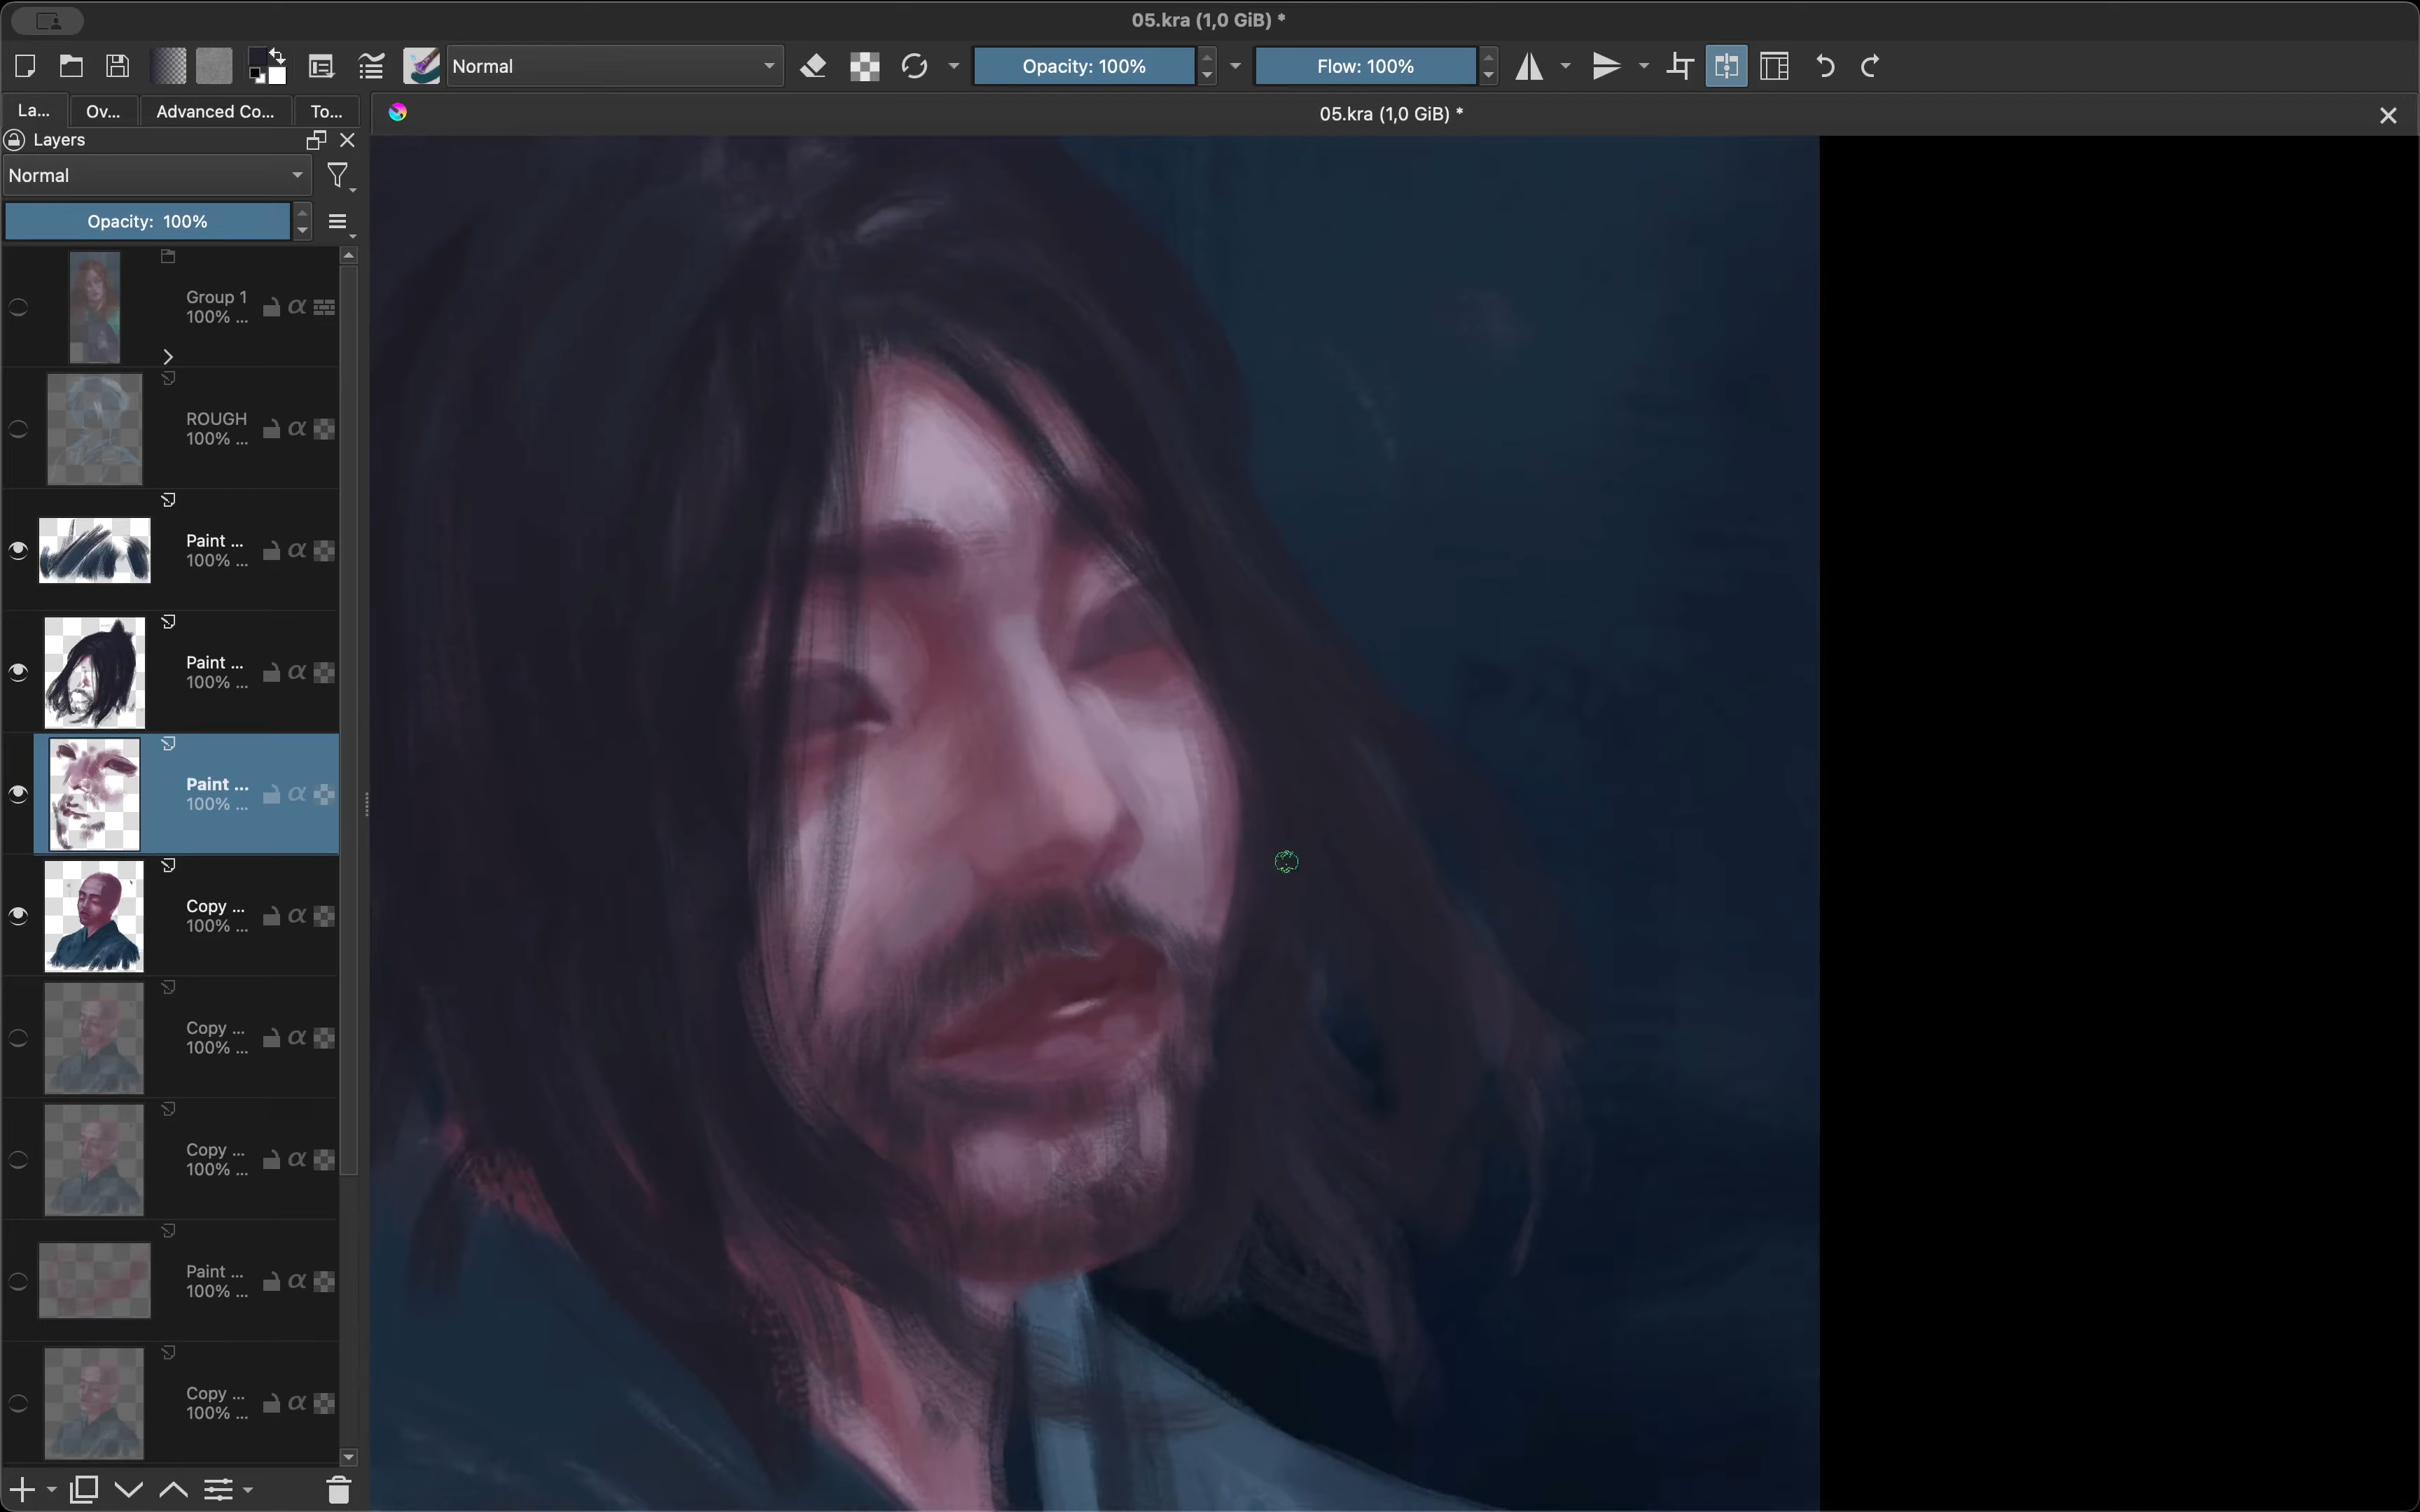 05.kra (1,0 GiB) *
Normal
Opacity: 100%
Flow: 100%
La...
Ov...
Advanced Co...
To...
05.kra (1,0 GiB) *
Layers
Normal
Opacity: 100%
Group 1
100% ...
ROUGH
100% ...
Paint ...
100% ...
Paint ...
100% ...
Paint ...
100% ...
Copy ...
100% ...
Copy ...
100% ...
Copy ...
100% ...
Paint ...
100% ...
Copy ...
100% ...